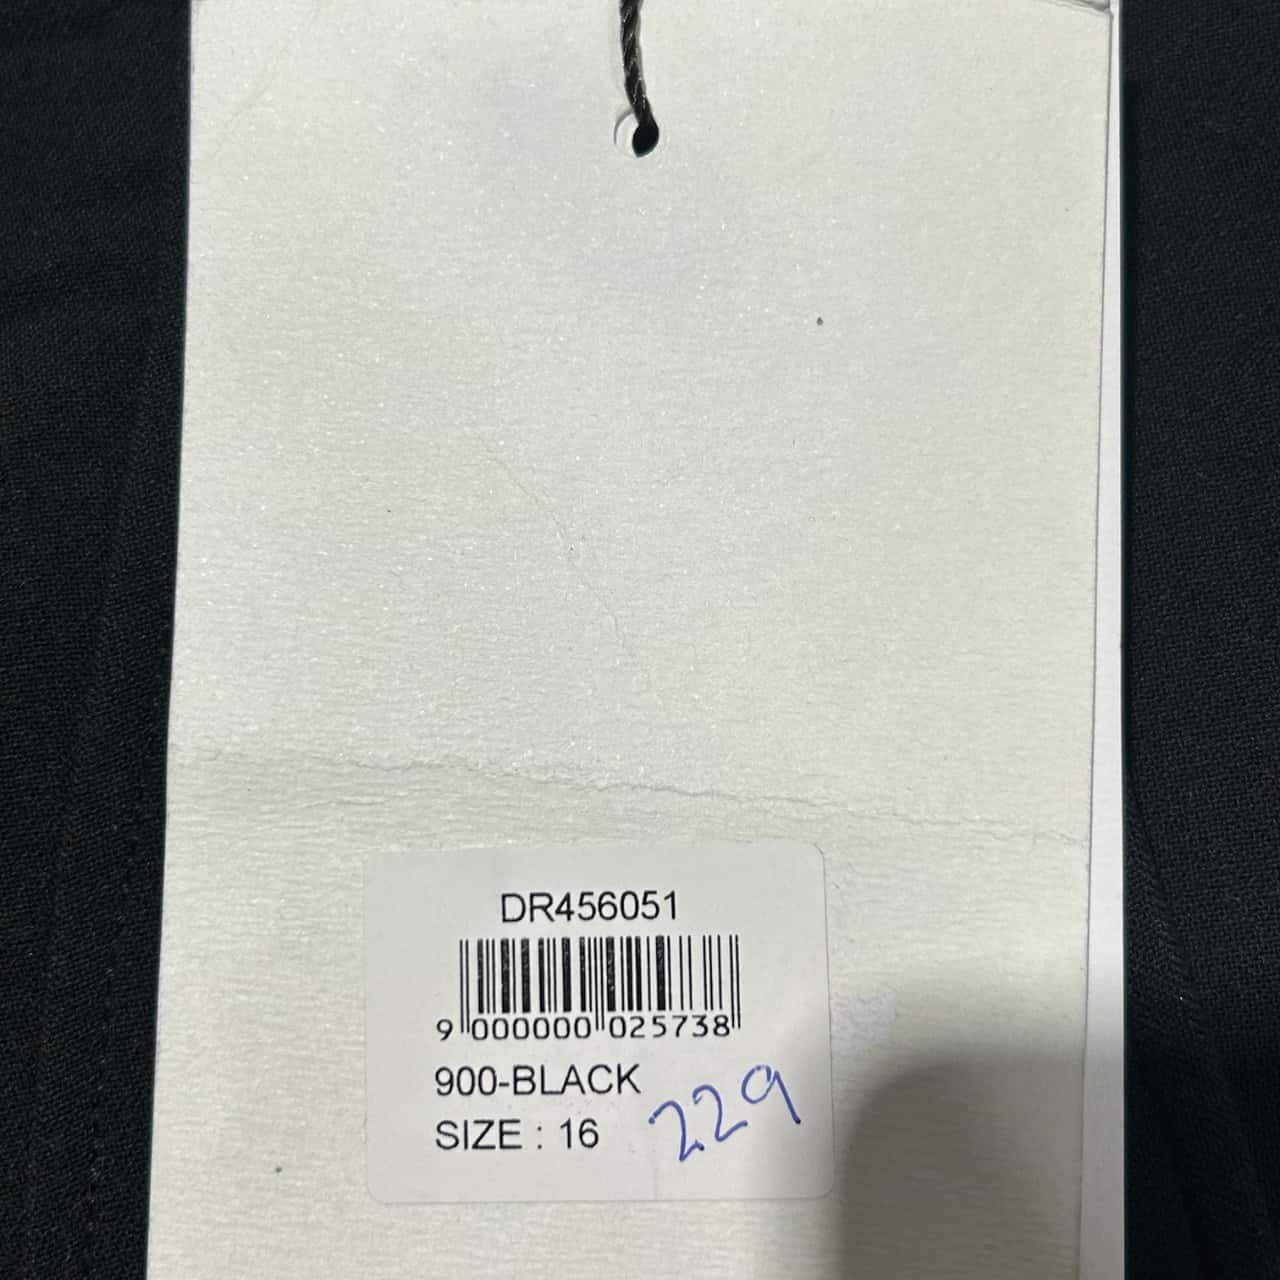 DR456051
9 000000 025738
900-BLACK
SIZE : 16
229